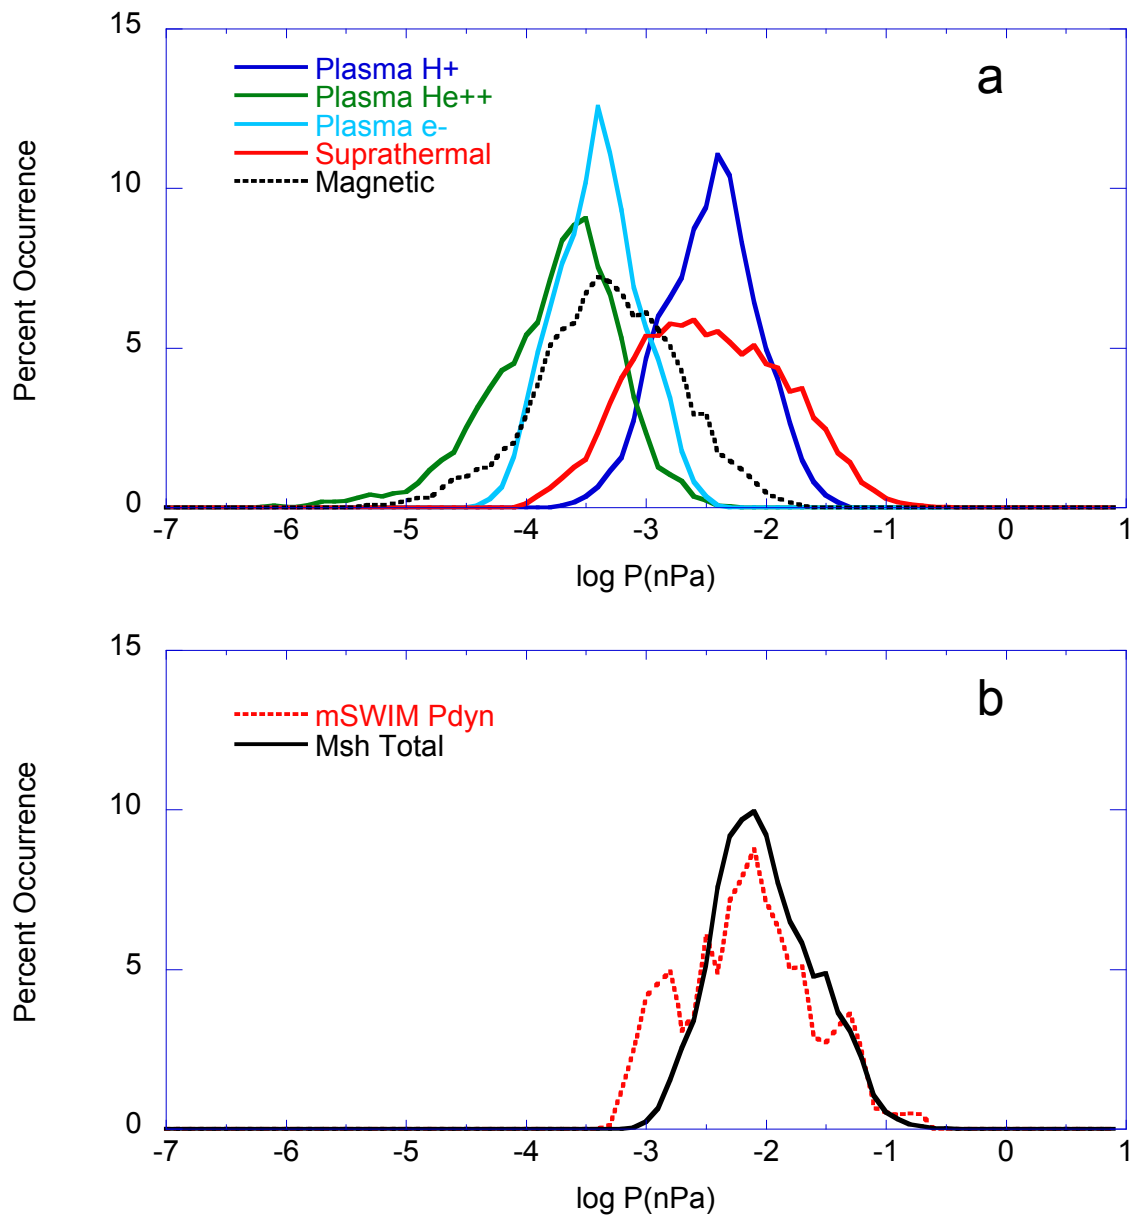 15
a
Plasma H+
Plasma He++
Plasma e-
Suprathermal
Magnetic
10
Percent Occurrence
5
0
-7 -6 -5 -4 -3 -2 -1 0 1
log P(nPa)
15
b
mSWIM Pdyn
Msh Total
10
Percent Occurrence
5
0
-7 -6 -5 -4 -3 -2 -1 0 1
log P(nPa)